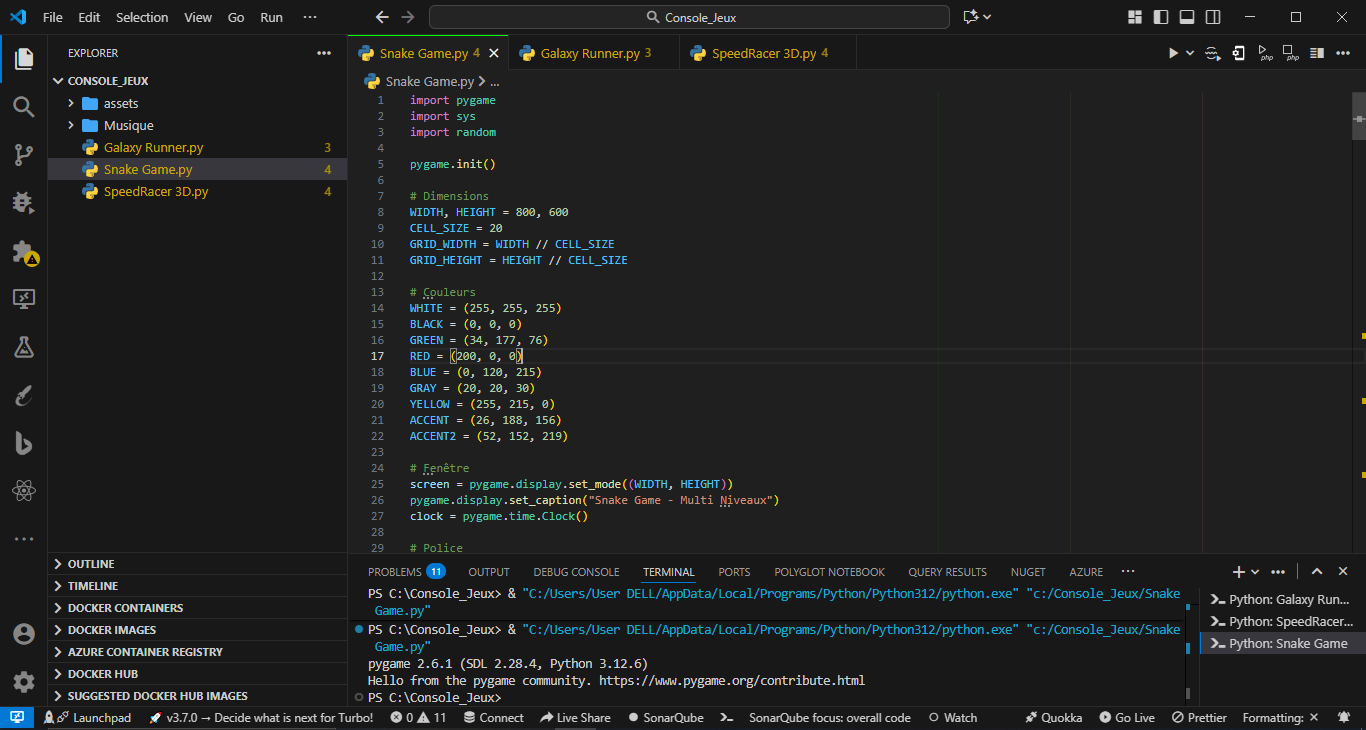 File Edit Selection View Go Run ··· Console_Jeux
EXPLORER ···
CONSOLE_JEUX
assets
Musique
Galaxy Runner.py 3
Snake Game.py 4
SpeedRacer 3D.py 4
OUTLINE
TIMELINE
DOCKER CONTAINERS
DOCKER IMAGES
AZURE CONTAINER REGISTRY
DOCKER HUB
SUGGESTED DOCKER HUB IMAGES
Snake Game.py 4 Galaxy Runner.py 3 SpeedRacer 3D.py 4
php php
Snake Game.py > ...
1 import pygame
2 import sys
3 import random
4
5 pygame.init()
6
7 # Dimensions
8 WIDTH, HEIGHT = 800, 600
9 CELL_SIZE = 20
10 GRID_WIDTH = WIDTH // CELL_SIZE
11 GRID_HEIGHT = HEIGHT // CELL_SIZE
12
13 # Couleurs
14 WHITE = (255, 255, 255)
15 BLACK = (0, 0, 0)
16 GREEN = (34, 177, 76)
17 RED = (200, 0, 0)
18 BLUE = (0, 120, 215)
19 GRAY = (20, 20, 30)
20 YELLOW = (255, 215, 0)
21 ACCENT = (26, 188, 156)
22 ACCENT2 = (52, 152, 219)
23
24 # Fenêtre
25 screen = pygame.display.set_mode((WIDTH, HEIGHT))
26 pygame.display.set_caption("Snake Game - Multi Niveaux")
27 clock = pygame.time.Clock()
28
29 # Police
PROBLEMS 11 OUTPUT DEBUG CONSOLE TERMINAL PORTS POLYGLOT NOTEBOOK QUERY RESULTS NUGET AZURE ···
PS C:\Console_Jeux> & "C:/Users/User DELL/AppData/Local/Programs/Python/Python312/python.exe" "c:/Console_Jeux/Snake
Game.py"
PS C:\Console_Jeux> & "C:/Users/User DELL/AppData/Local/Programs/Python/Python312/python.exe" "c:/Console_Jeux/Snake
Game.py"
pygame 2.6.1 (SDL 2.28.4, Python 3.12.6)
Hello from the pygame community. https://www.pygame.org/contribute.html
PS C:\Console_Jeux>
Python: Galaxy Run...
Python: SpeedRacer...
Python: Snake Game
Launchpad v3.7.0 → Decide what is next for Turbo! 0 11 Connect Live Share SonarQube SonarQube focus: overall code Watch Quokka Go Live Prettier Formatting: ✕